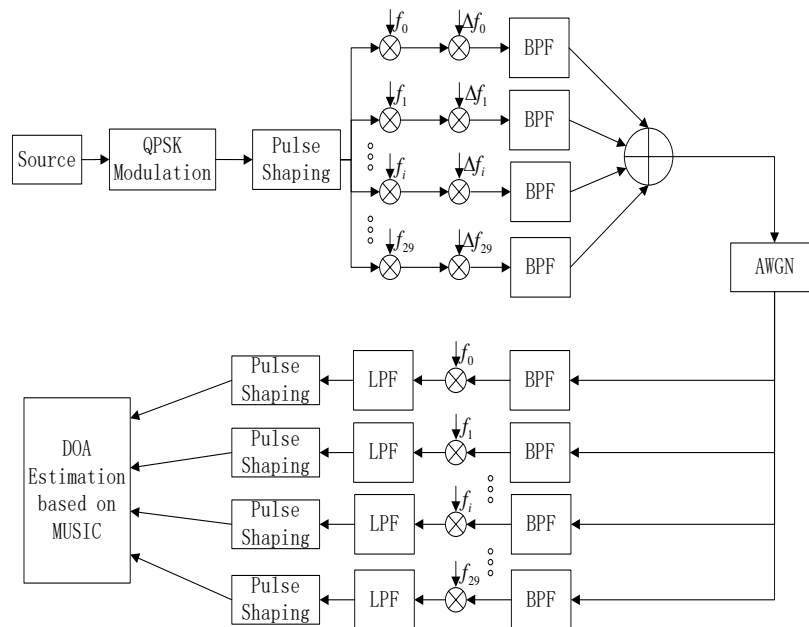 f₀ Δf₀ BPF
f₁ Δf₁ BPF
Source
QPSK
Modulation
Pulse
Shaping
fᵢ Δfᵢ BPF
f₂₉ Δf₂₉ BPF
AWGN
Pulse
Shaping
LPF f₀ BPF
Pulse
Shaping
LPF f₁ BPF
DOA
Estimation
based on
MUSIC
Pulse
Shaping
LPF fᵢ BPF
Pulse
Shaping
LPF f₂₉ BPF